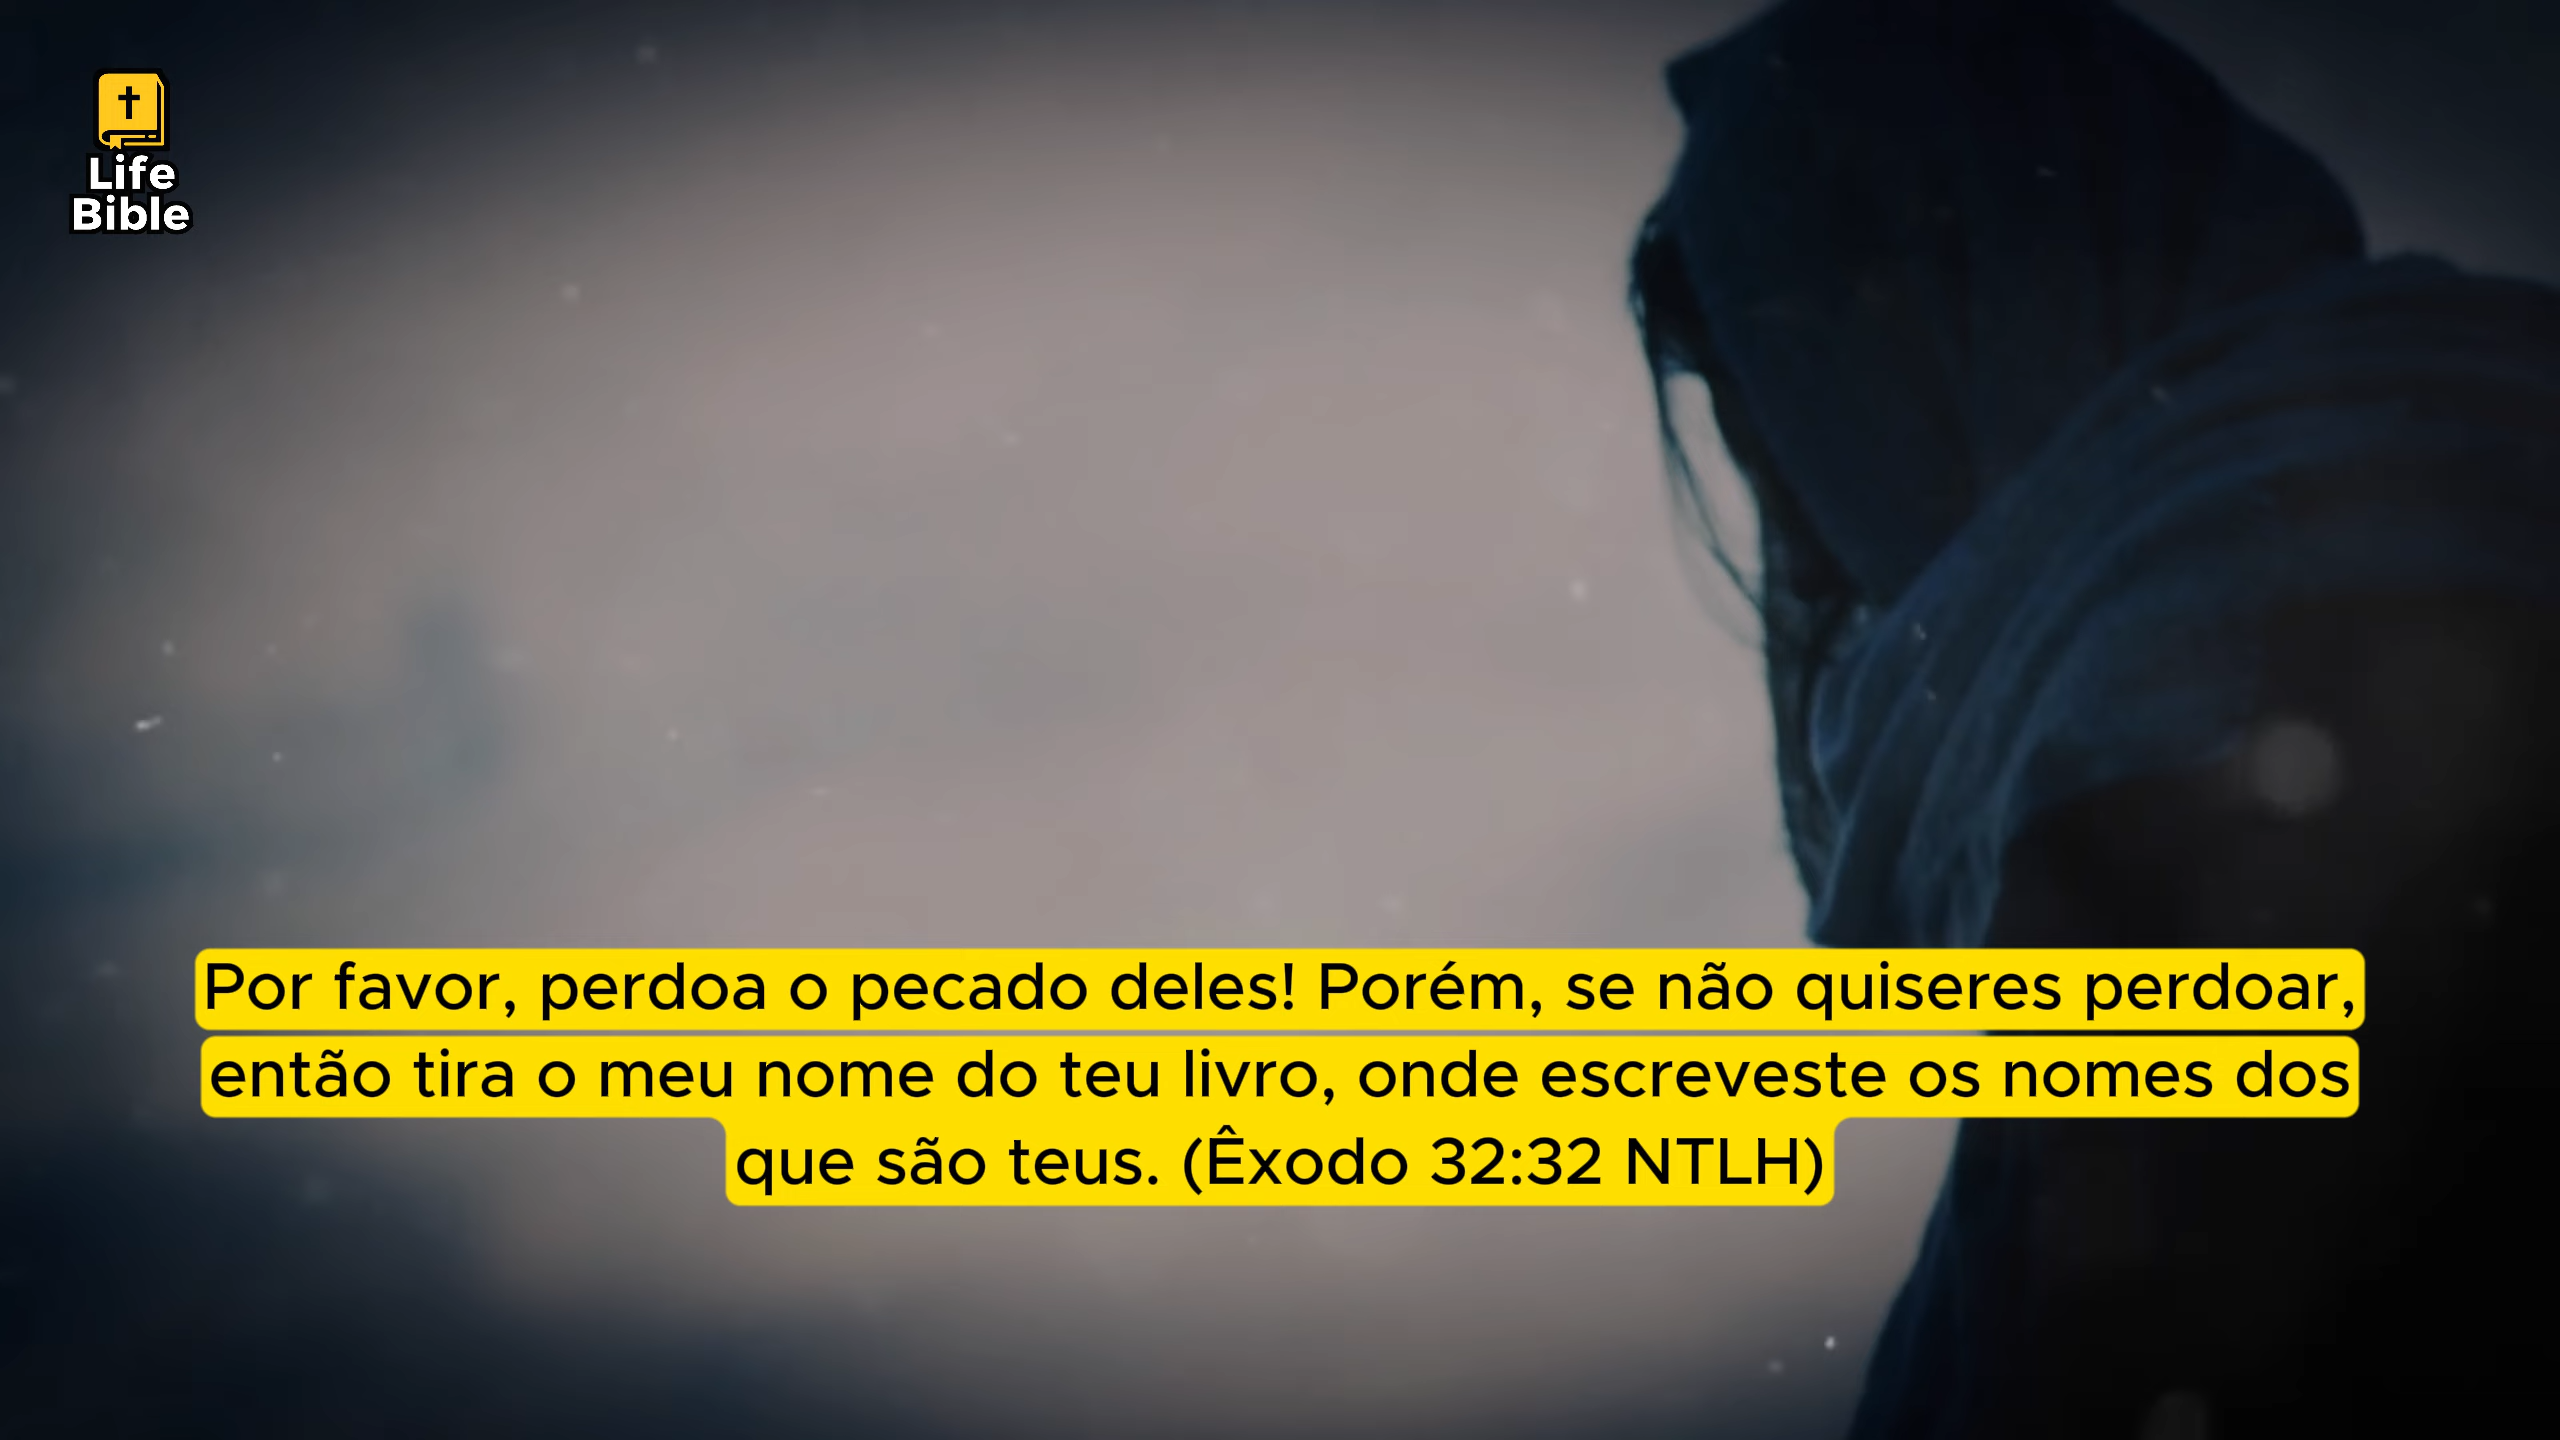 Life
Bible
Por favor, perdoa o pecado deles! Porém, se não quiseres perdoar,
então tira o meu nome do teu livro, onde escreveste os nomes dos
que são teus. (Êxodo 32:32 NTLH)